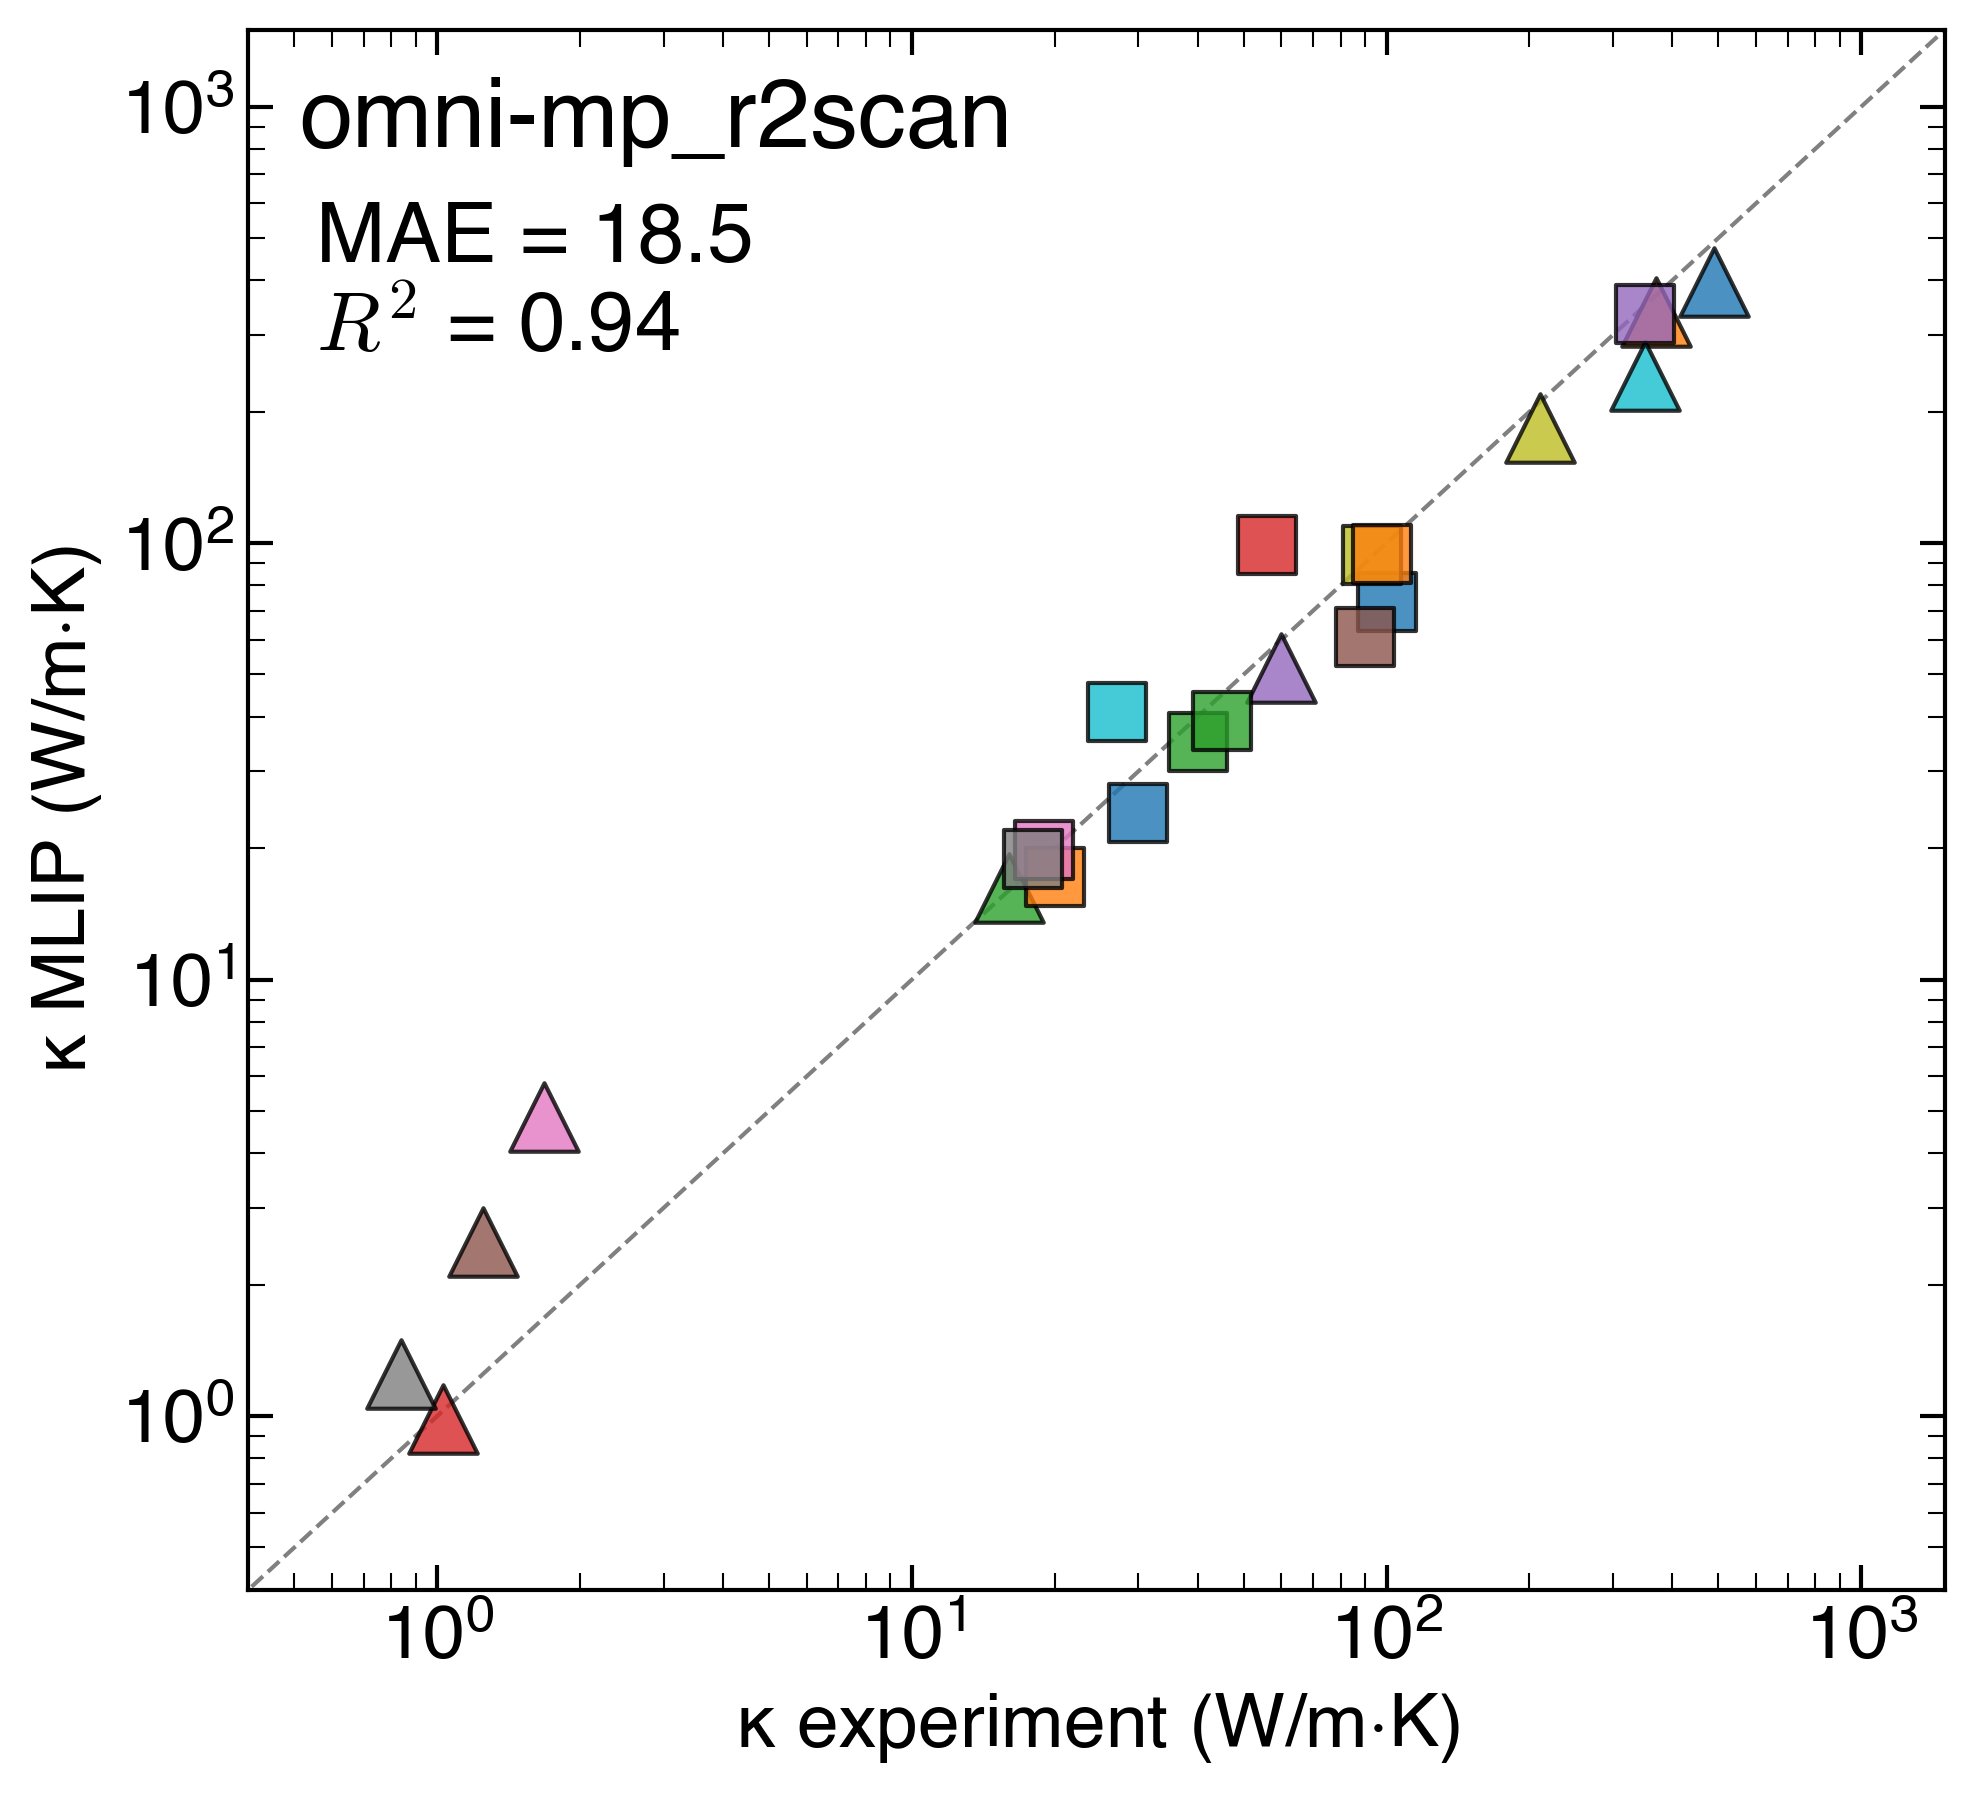 omni-mp_r2scan
MAE = 18.5
R² = 0.94
κ MLIP (W/m·K)
10³
10²
10¹
10⁰
10⁰ 10¹ 10² 10³
κ experiment (W/m·K)